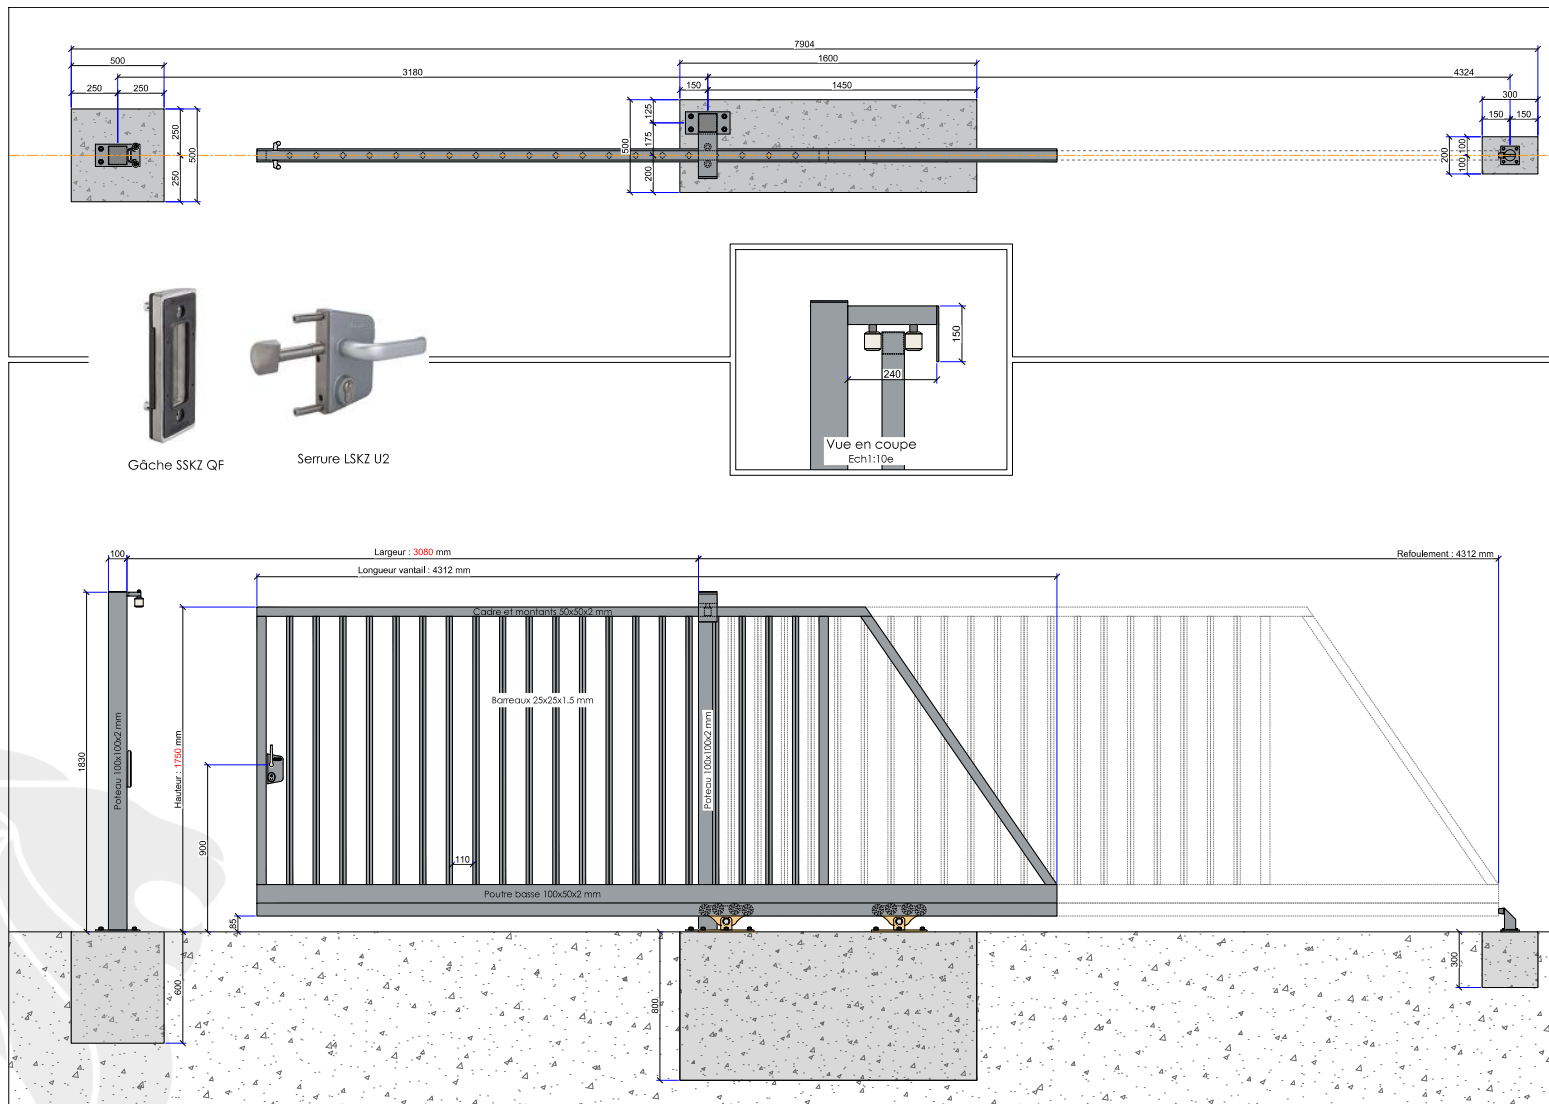 7904
500
1600
3180
4324
250
250
150
1450
300
150
150
125
175
200
500
250
250
500
200
100
100
150
240
Vue en coupe
Ech1:10e
Gâche SSKZ QF
Serrure LSKZ U2
100
Largeur : 3080 mm
Refoulement : 4312 mm
Longueur vantail : 4312 mm
Cadre et montants 50x50x2 mm
Barreaux 25x25x1.5 mm
Poteau 100x100x2 mm
Poteau 100x100x2 mm
1830
Hauteur : 1750 mm
900
110
Poutre basse 100x50x2 mm
85
600
800
300